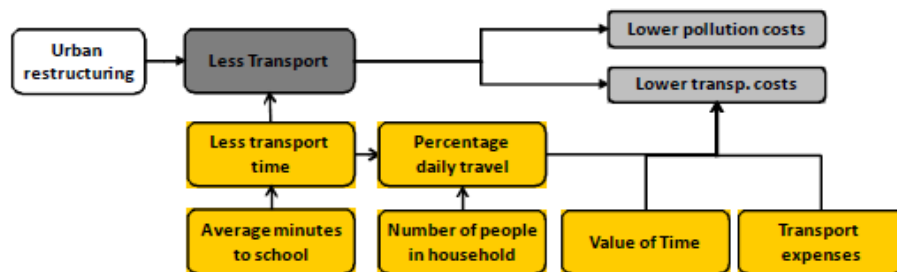 Urban
restructuring
Less Transport
Lower pollution costs
Lower transp. costs
Less transport
time
Percentage
daily travel
Average minutes
to school
Number of people
in household
Value of Time
Transport
expenses